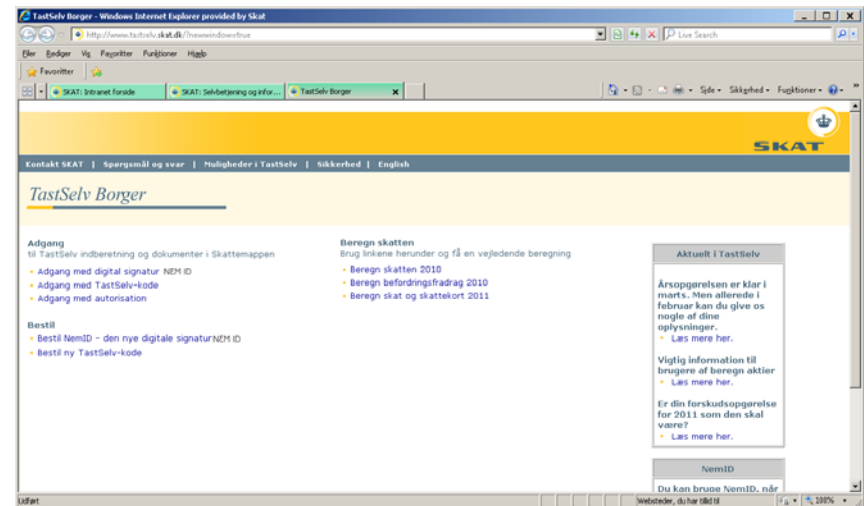 TastSelv Borger - Windows Internet Explorer provided by Skat
http://www.tastselv.skat.dk/?newwindow=true
Live Search
Filer Rediger Vis Favoritter Funktioner Hjælp
Favoritter
SKAT: Intranet forside
SKAT: Selvbetjening og infor...
TastSelv Borger
Side
Sikkerhed
Funktioner
SKAT
Kontakt SKAT | Spørgsmål og svar | Muligheder i TastSelv | Sikkerhed | English
TastSelv Borger
Adgang
til TastSelv indberetning og dokumenter i Skattemappen
Adgang med digital signatur NEM ID
Adgang med TastSelv-kode
Adgang med autorisation
Bestil
Bestil NemID - den nye digitale signatur NEM ID
Bestil ny TastSelv-kode
Beregn skatten
Brug linkene herunder og få en vejledende beregning
Beregn skatten 2010
Beregn befordringsfradrag 2010
Beregn skat og skattekort 2011
Aktuelt i TastSelv
Årsopgørelsen er klar i
marts. Men allerede i
februar kan du give os
nogle af dine
oplysninger.
Læs mere her.
Vigtig information til
brugere af beregn aktier
Læs mere her.
Er din forskudsopgørelse
for 2011 som den skal
være?
Læs mere her.
NemID
Du kan bruge NemID, når
Udført
Websteder, du har tillid til
100%